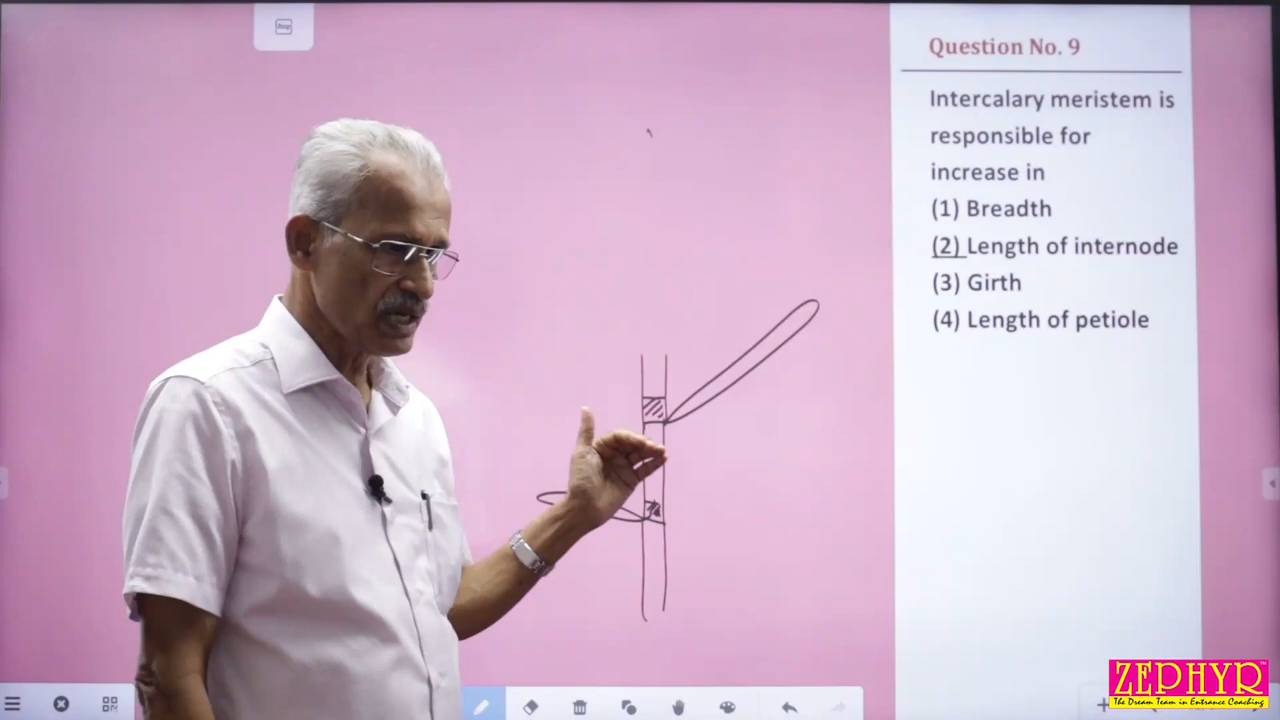 Question No. 9
Intercalary meristem is
responsible for
increase in
(1) Breadth
(2) Length of internode
(3) Girth
(4) Length of petiole
ZEPHYR™
The Dream Team in Entrance Coaching